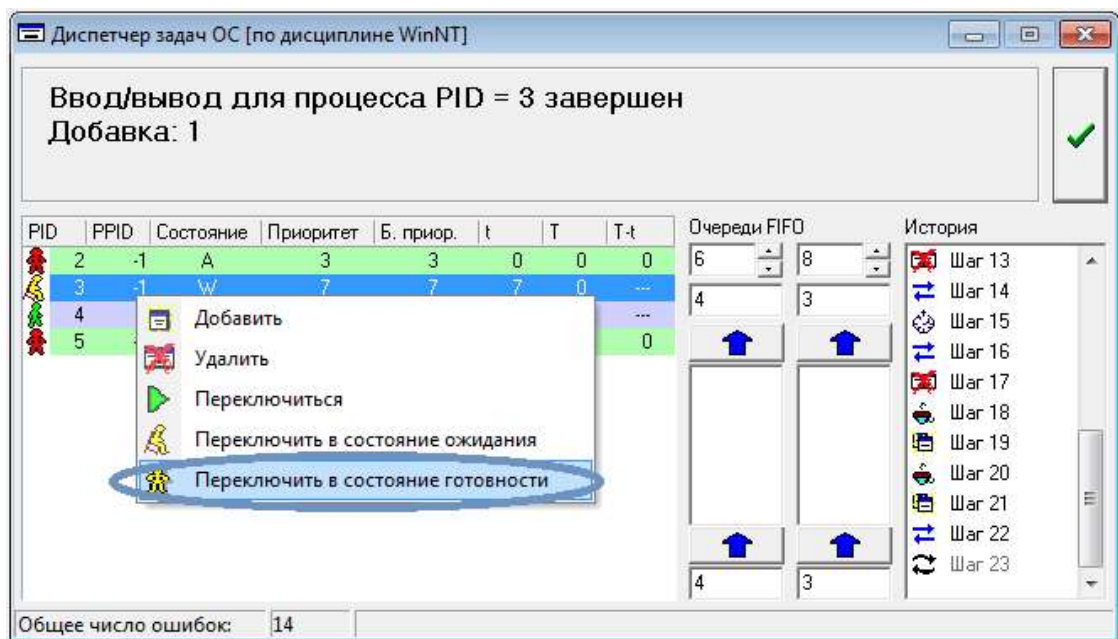 Диспетчер задач ОС [по дисциплине WinNT]
Ввод/вывод для процесса PID = 3 завершен
Добавка: 1
PID PPID Состояние Приоритет Б. приор. t T T-t
2 -1 A 3 3 0 0 0
3 -1 W 7 7 7 0 ---
4 ---
5 0
Добавить
Удалить
Переключиться
Переключить в состояние ожидания
Переключить в состояние готовности
Очереди FIFO
6 8
4 3
4 3
История
Шаг 13
Шаг 14
Шаг 15
Шаг 16
Шаг 17
Шаг 18
Шаг 19
Шаг 20
Шаг 21
Шаг 22
Шаг 23
Общее число ошибок: 14